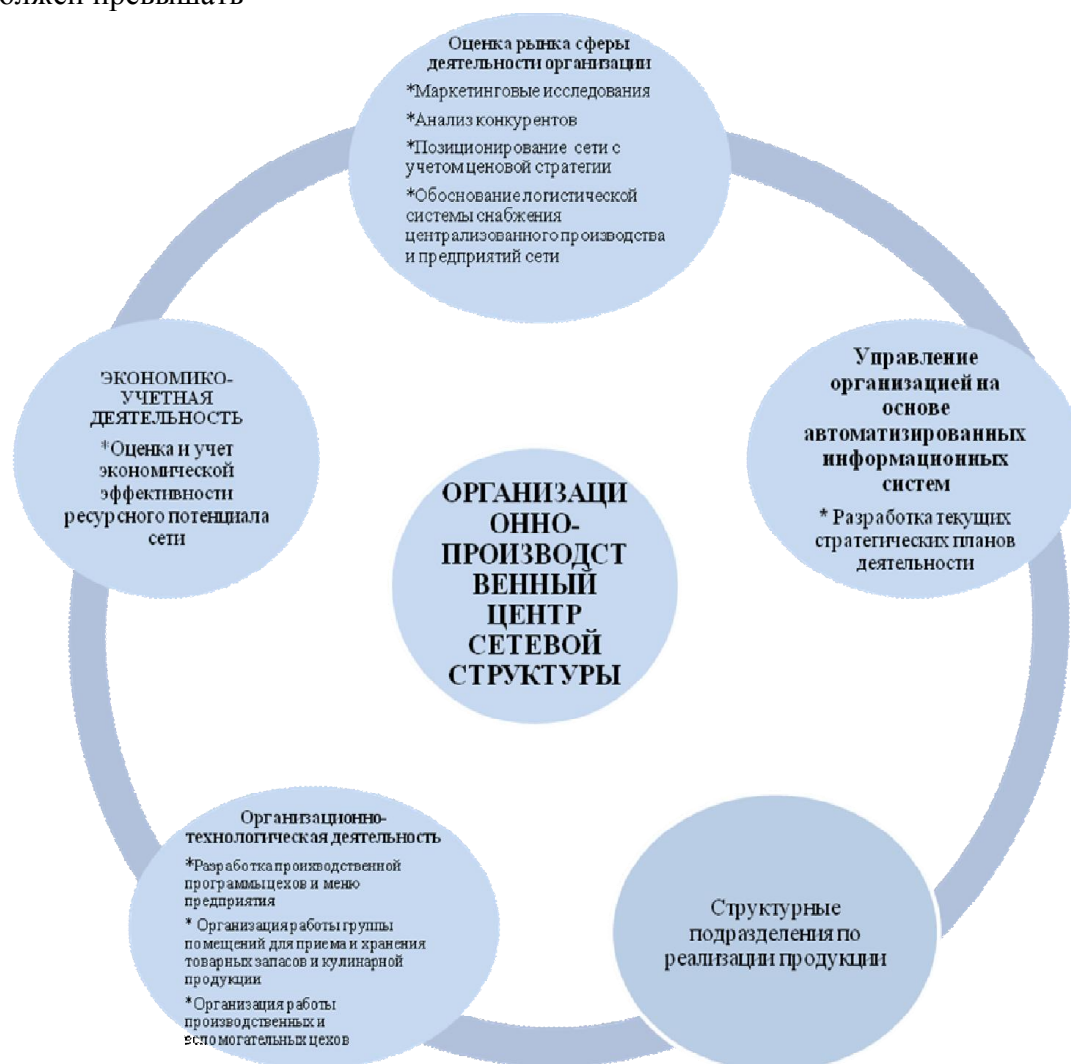 должен превышать
Оценка рынка сферы
деятельности организации
*Маркетинговые исследования
*Анализ конкурентов
*Позиционирование сети с
учетом ценовой стратегии
*Обоснование логистической
системы снабжения
централизованного производства
и предприятий сети
Управление
организацией на
основе
автоматизированных
информационных
систем
* Разработка текущих
стратегических планов
деятельности
ЭКОНОМИКО-
УЧЕТНАЯ
ДЕЯТЕЛЬНОСТЬ
*Оценка и учет
экономической
эффективности
ресурсного потенциала
сети
ОРГАНИЗАЦИ
ОННО-
ПРОИЗВОДСТ
ВЕННЫЙ
ЦЕНТР
СЕТЕВОЙ
СТРУКТУРЫ
Организационно-
технологическая деятельность
*Разработка производственной
программы цехов и меню
предприятия
* Организация работы группы
помещений для приема и хранения
товарных запасов и кулинарной
продукции
*Организация работы
производственных и
вспомогательных цехов
Структурные
подразделения по
реализации продукции